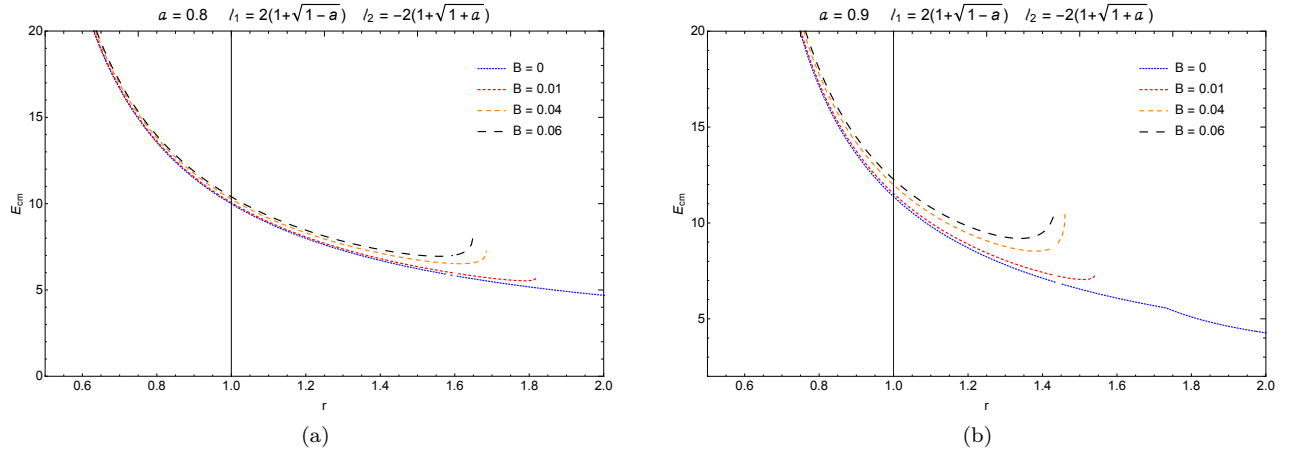 a = 0.8 l₁ = 2(1+√1 − a) l₂ = −2(1+√1 + a)
20
15
10
5
0
E_cm
0.6 0.8 1.0 1.2 1.4 1.6 1.8 2.0
r
B = 0
B = 0.01
B = 0.04
B = 0.06
(a)
a = 0.9 l₁ = 2(1+√1 − a) l₂ = −2(1+√1 + a)
20
15
10
5
E_cm
0.6 0.8 1.0 1.2 1.4 1.6 1.8 2.0
r
B = 0
B = 0.01
B = 0.04
B = 0.06
(b)